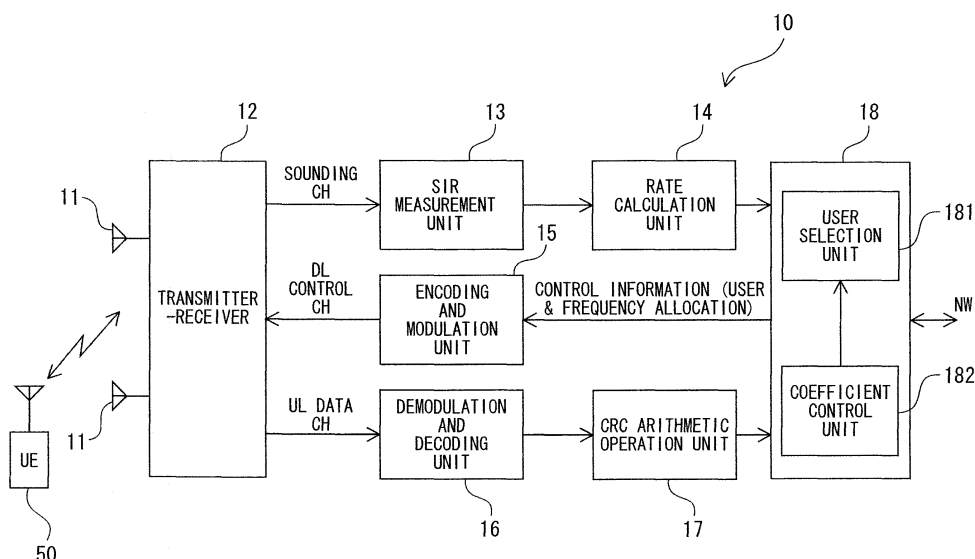 10
12
13
14
18
11
SOUNDING
CH
SIR
MEASUREMENT
UNIT
RATE
CALCULATION
UNIT
USER
SELECTION
UNIT
181
15
TRANSMITTER
-RECEIVER
DL
CONTROL
CH
ENCODING
AND
MODULATION
UNIT
CONTROL INFORMATION (USER
& FREQUENCY ALLOCATION)
NW
182
11
UL DATA
CH
DEMODULATION
AND
DECODING
UNIT
CRC ARITHMETIC
OPERATION UNIT
COEFFICIENT
CONTROL
UNIT
UE
50
16
17